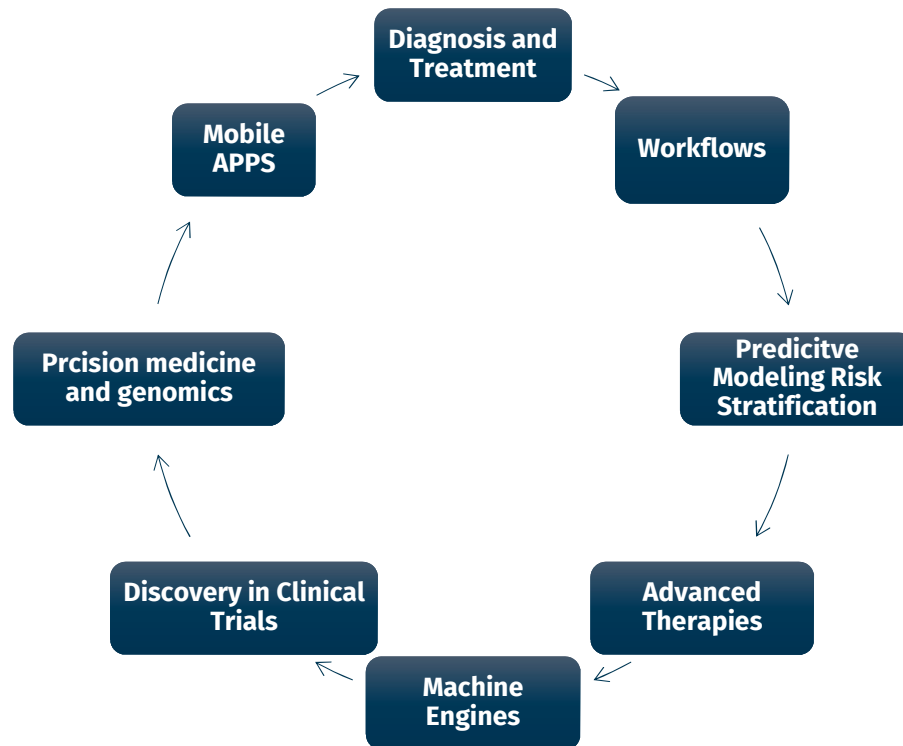 Diagnosis and
Treatment
Workflows
Predicitve
Modeling Risk
Stratification
Advanced
Therapies
Machine
Engines
Discovery in Clinical
Trials
Prcision medicine
and genomics
Mobile
APPS